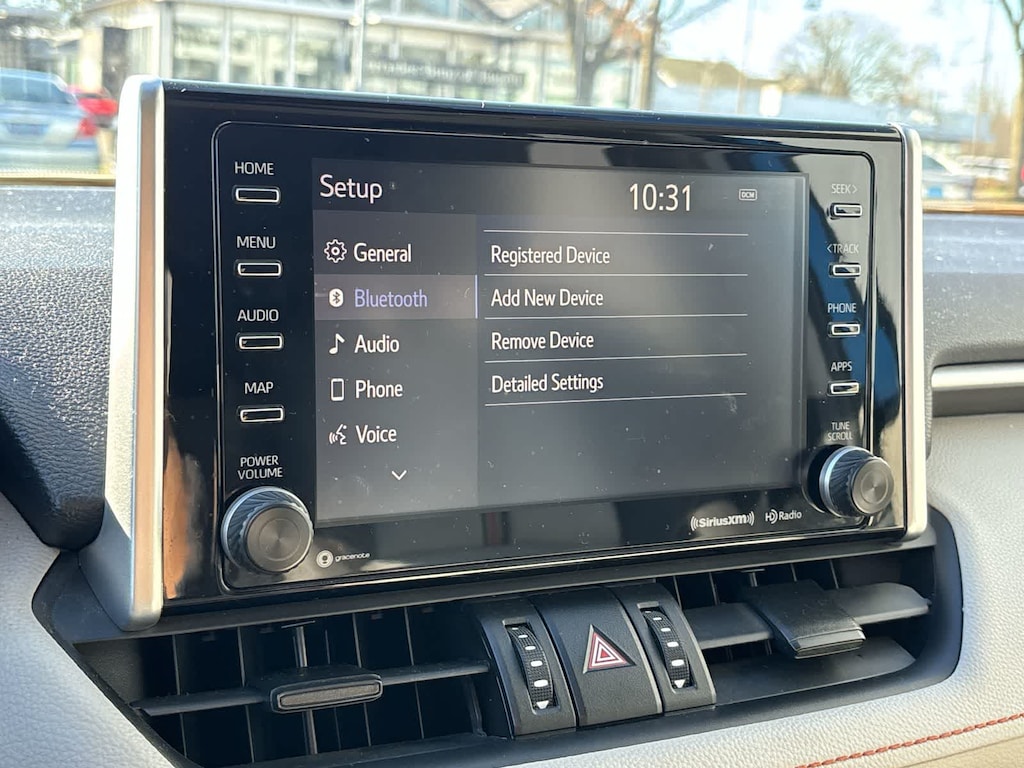 HOME
MENU
AUDIO
MAP
POWER
VOLUME
Setup
10:31
DCM
General
Bluetooth
Audio
Phone
Voice
Registered Device
Add New Device
Remove Device
Detailed Settings
SEEK >
< TRACK
PHONE
APPS
TUNE
SCROLL
gracenote
SiriusXM
HD Radio